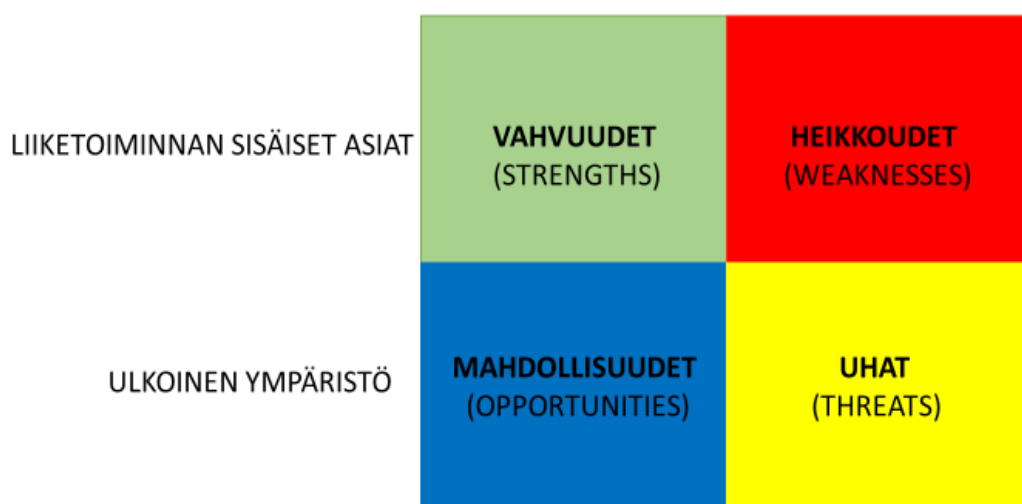 LIIKETOIMINNAN SISÄISET ASIAT
VAHVUUDET
(STRENGTHS)
HEIKKOUDET
(WEAKNESSES)
ULKOINEN YMPÄRISTÖ
MAHDOLLISUUDET
(OPPORTUNITIES)
UHAT
(THREATS)